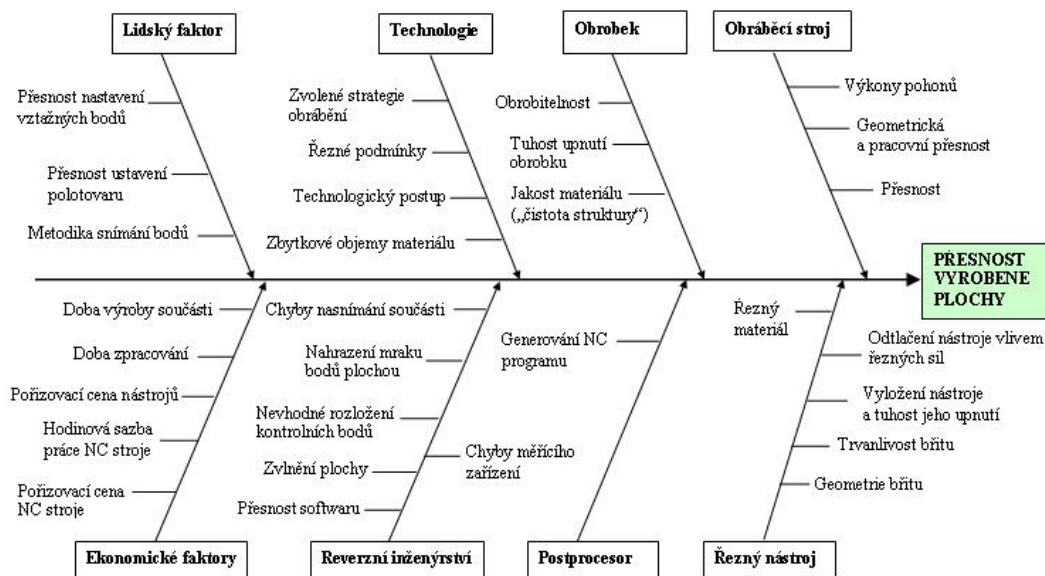 Lidský faktor
Technologie
Obrobek
Obráběcí stroj
Přesnost nastavení
vztažných bodů
Přesnost ustavení
polotovaru
Metodika snímání bodů
Zvolené strategie
obrábění
Řezné podmínky
Technologický postup
Zbytkové objemy materiálu
Obrobitelnost
Tuhost upnutí
obrobku
Jakost materiálu
(„čistota struktury“)
Výkony pohonů
Geometrická
a pracovní přesnost
Přesnost
PŘESNOST
VYROBENE
PLOCHY
Doba výroby součásti
Doba zpracování
Pořizovací cena nástrojů
Hodinová sazba
práce NC stroje
Pořizovací cena
NC stroje
Chyby nasnímání součásti
Nahrazení mraku
bodů plochou
Nevhodné rozložení
kontrolních bodů
Zvlnění plochy
Přesnost softwaru
Chyby měřícího
zařízení
Generování NC
programu
Řezný
materiál
Odtlačení nástroje vlivem
řezných sil
Vyložení nástroje
a tuhost jeho upnutí
Trvanlivost břitu
Geometrie břitu
Ekonomické faktory
Reverzní inženýrství
Postprocesor
Řezný nástroj